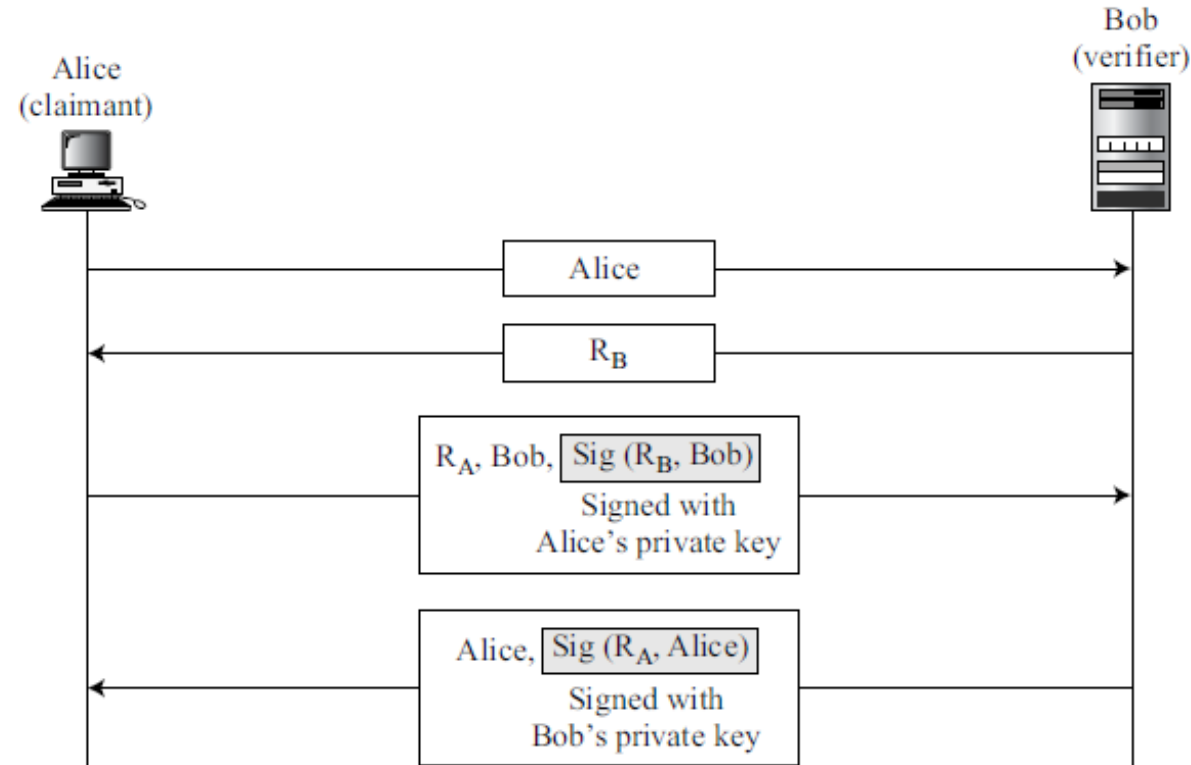 Bob
(verifier)
Alice
(claimant)
Alice
R_B
R_A, Bob, Sig (R_B, Bob)
Signed with
Alice’s private key
Alice, Sig (R_A, Alice)
Signed with
Bob’s private key